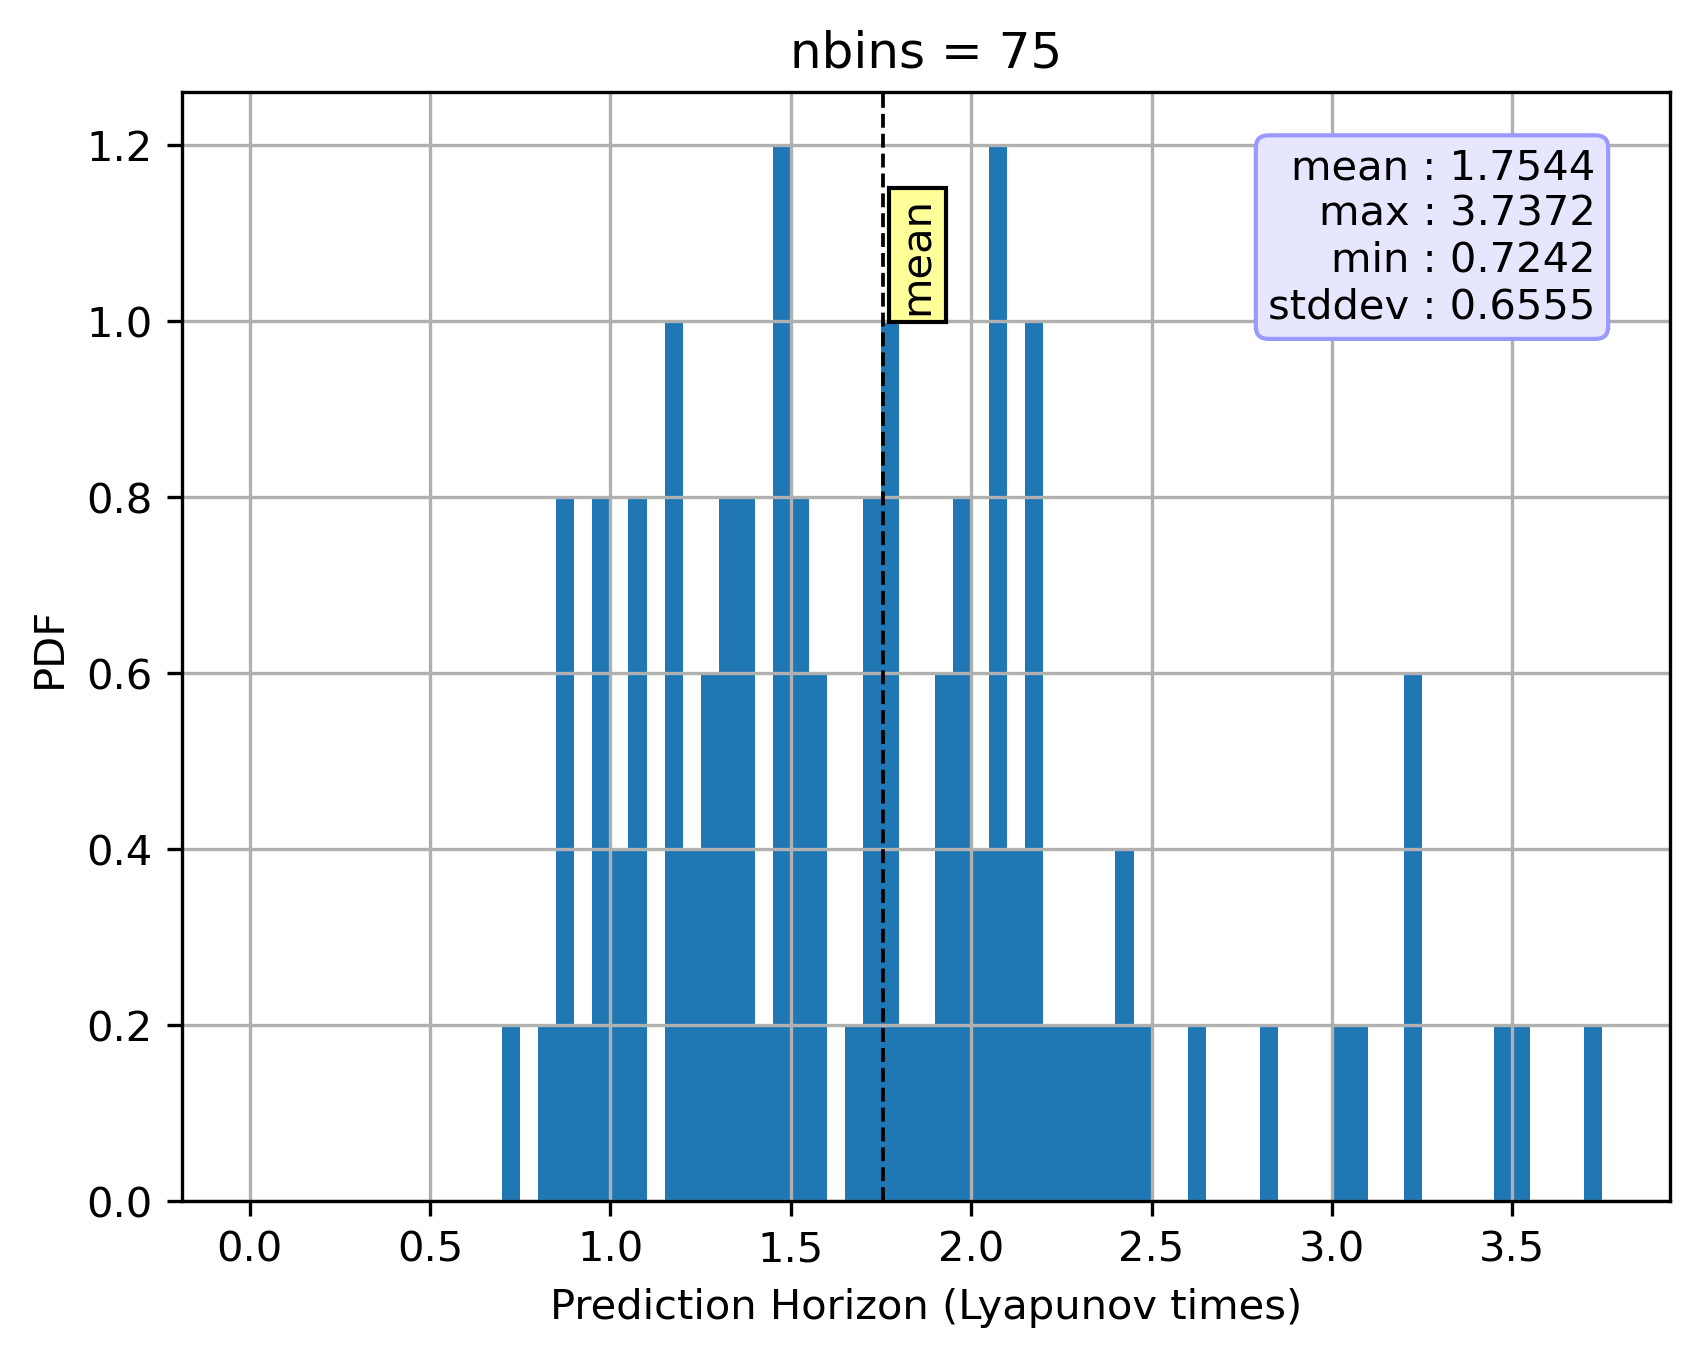 nbins = 75
1.2
1.0
0.8
0.6
0.4
0.2
0.0
PDF
mean
mean : 1.7544
max : 3.7372
min : 0.7242
stddev : 0.6555
0.0 0.5 1.0 1.5 2.0 2.5 3.0 3.5
Prediction Horizon (Lyapunov times)